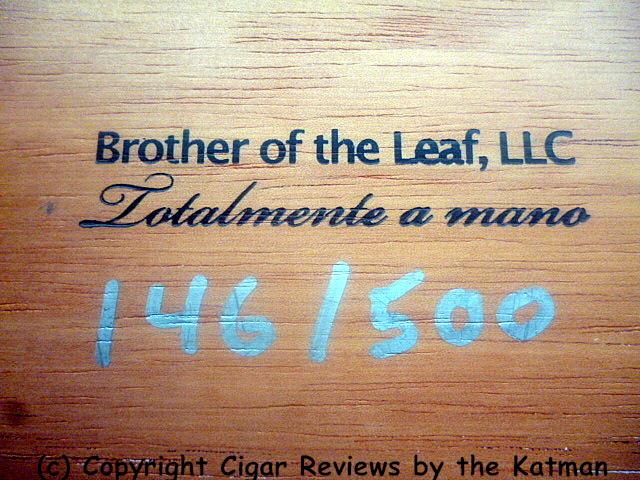 Brother of the Leaf, LLC
Totalmente a mano
146/500
(c) Copyright Cigar Reviews by the Katman